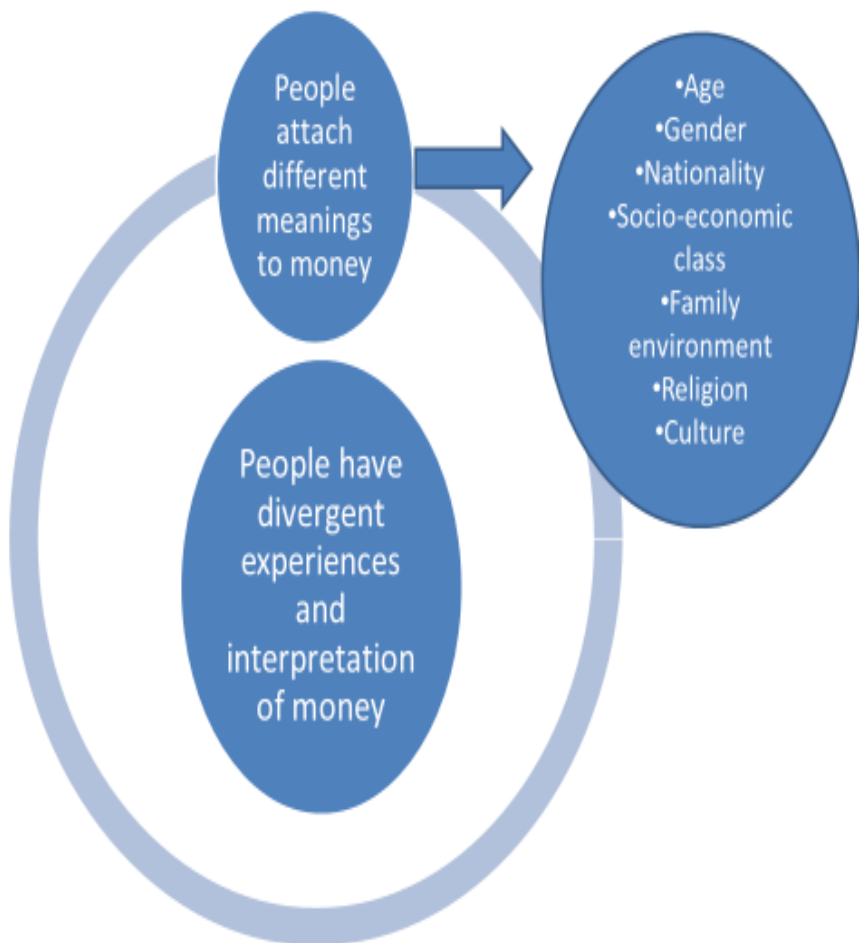 People
attach
different
meanings
to money
•Age
•Gender
•Nationality
•Socio-economic
class
•Family
environment
•Religion
•Culture
People have
divergent
experiences
and
interpretation
of money